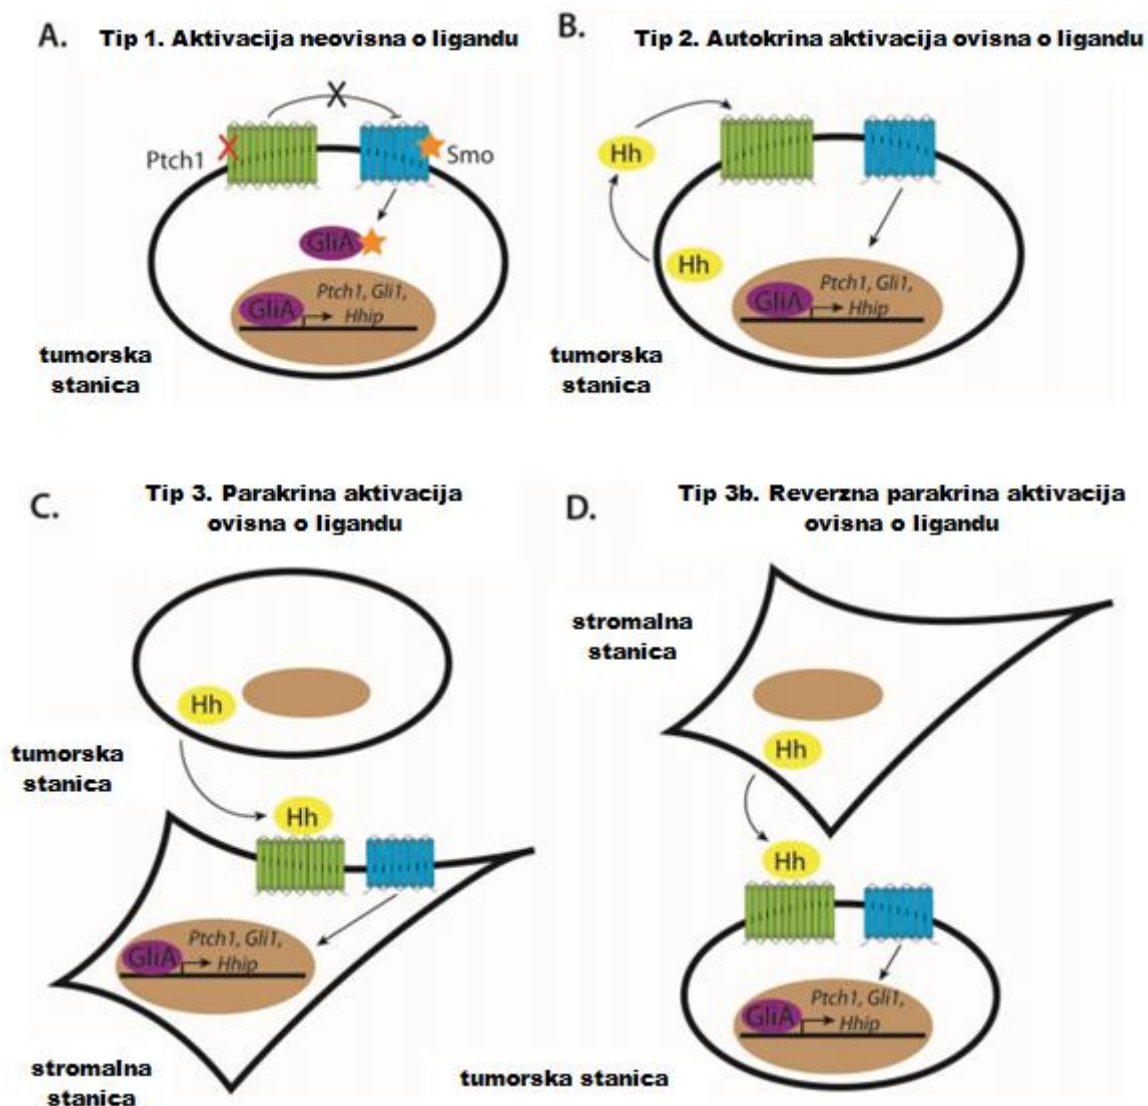 A.
Tip 1. Aktivacija neovisna o ligandu
Ptch1
Smo
GliA
GliA
Ptch1, Gli1,
Hhip
tumorska
stanica
B.
Tip 2. Autokrina aktivacija ovisna o ligandu
Hh
Hh
GliA
Ptch1, Gli1,
Hhip
tumorska
stanica
C.
Tip 3. Parakrina aktivacija
ovisna o ligandu
Hh
tumorska
stanica
Hh
GliA
Ptch1, Gli1,
Hhip
stromalna
stanica
D.
Tip 3b. Reverzna parakrina aktivacija
ovisna o ligandu
stromalna
stanica
Hh
Hh
GliA
Ptch1, Gli1,
Hhip
tumorska stanica